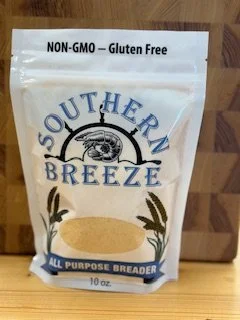 NON-GMO – Gluten Free
SOUTHERN
BREEZE
ALL PURPOSE BREADER
10 oz.